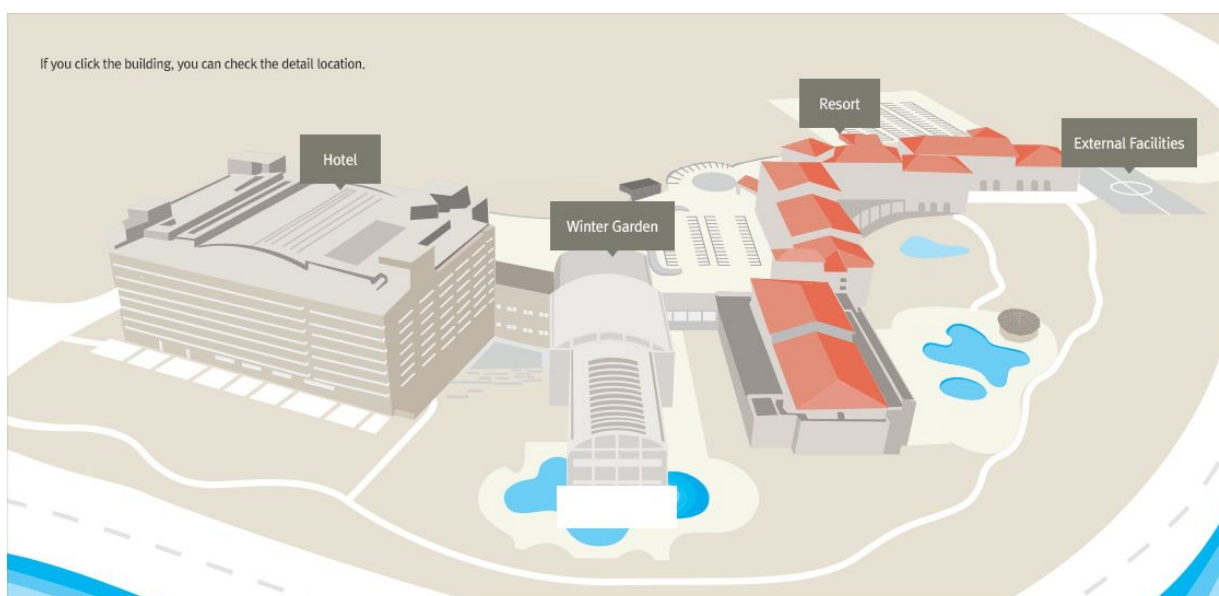 If you click the building, you can check the detail location.
Resort
External Facilities
Hotel
Winter Garden